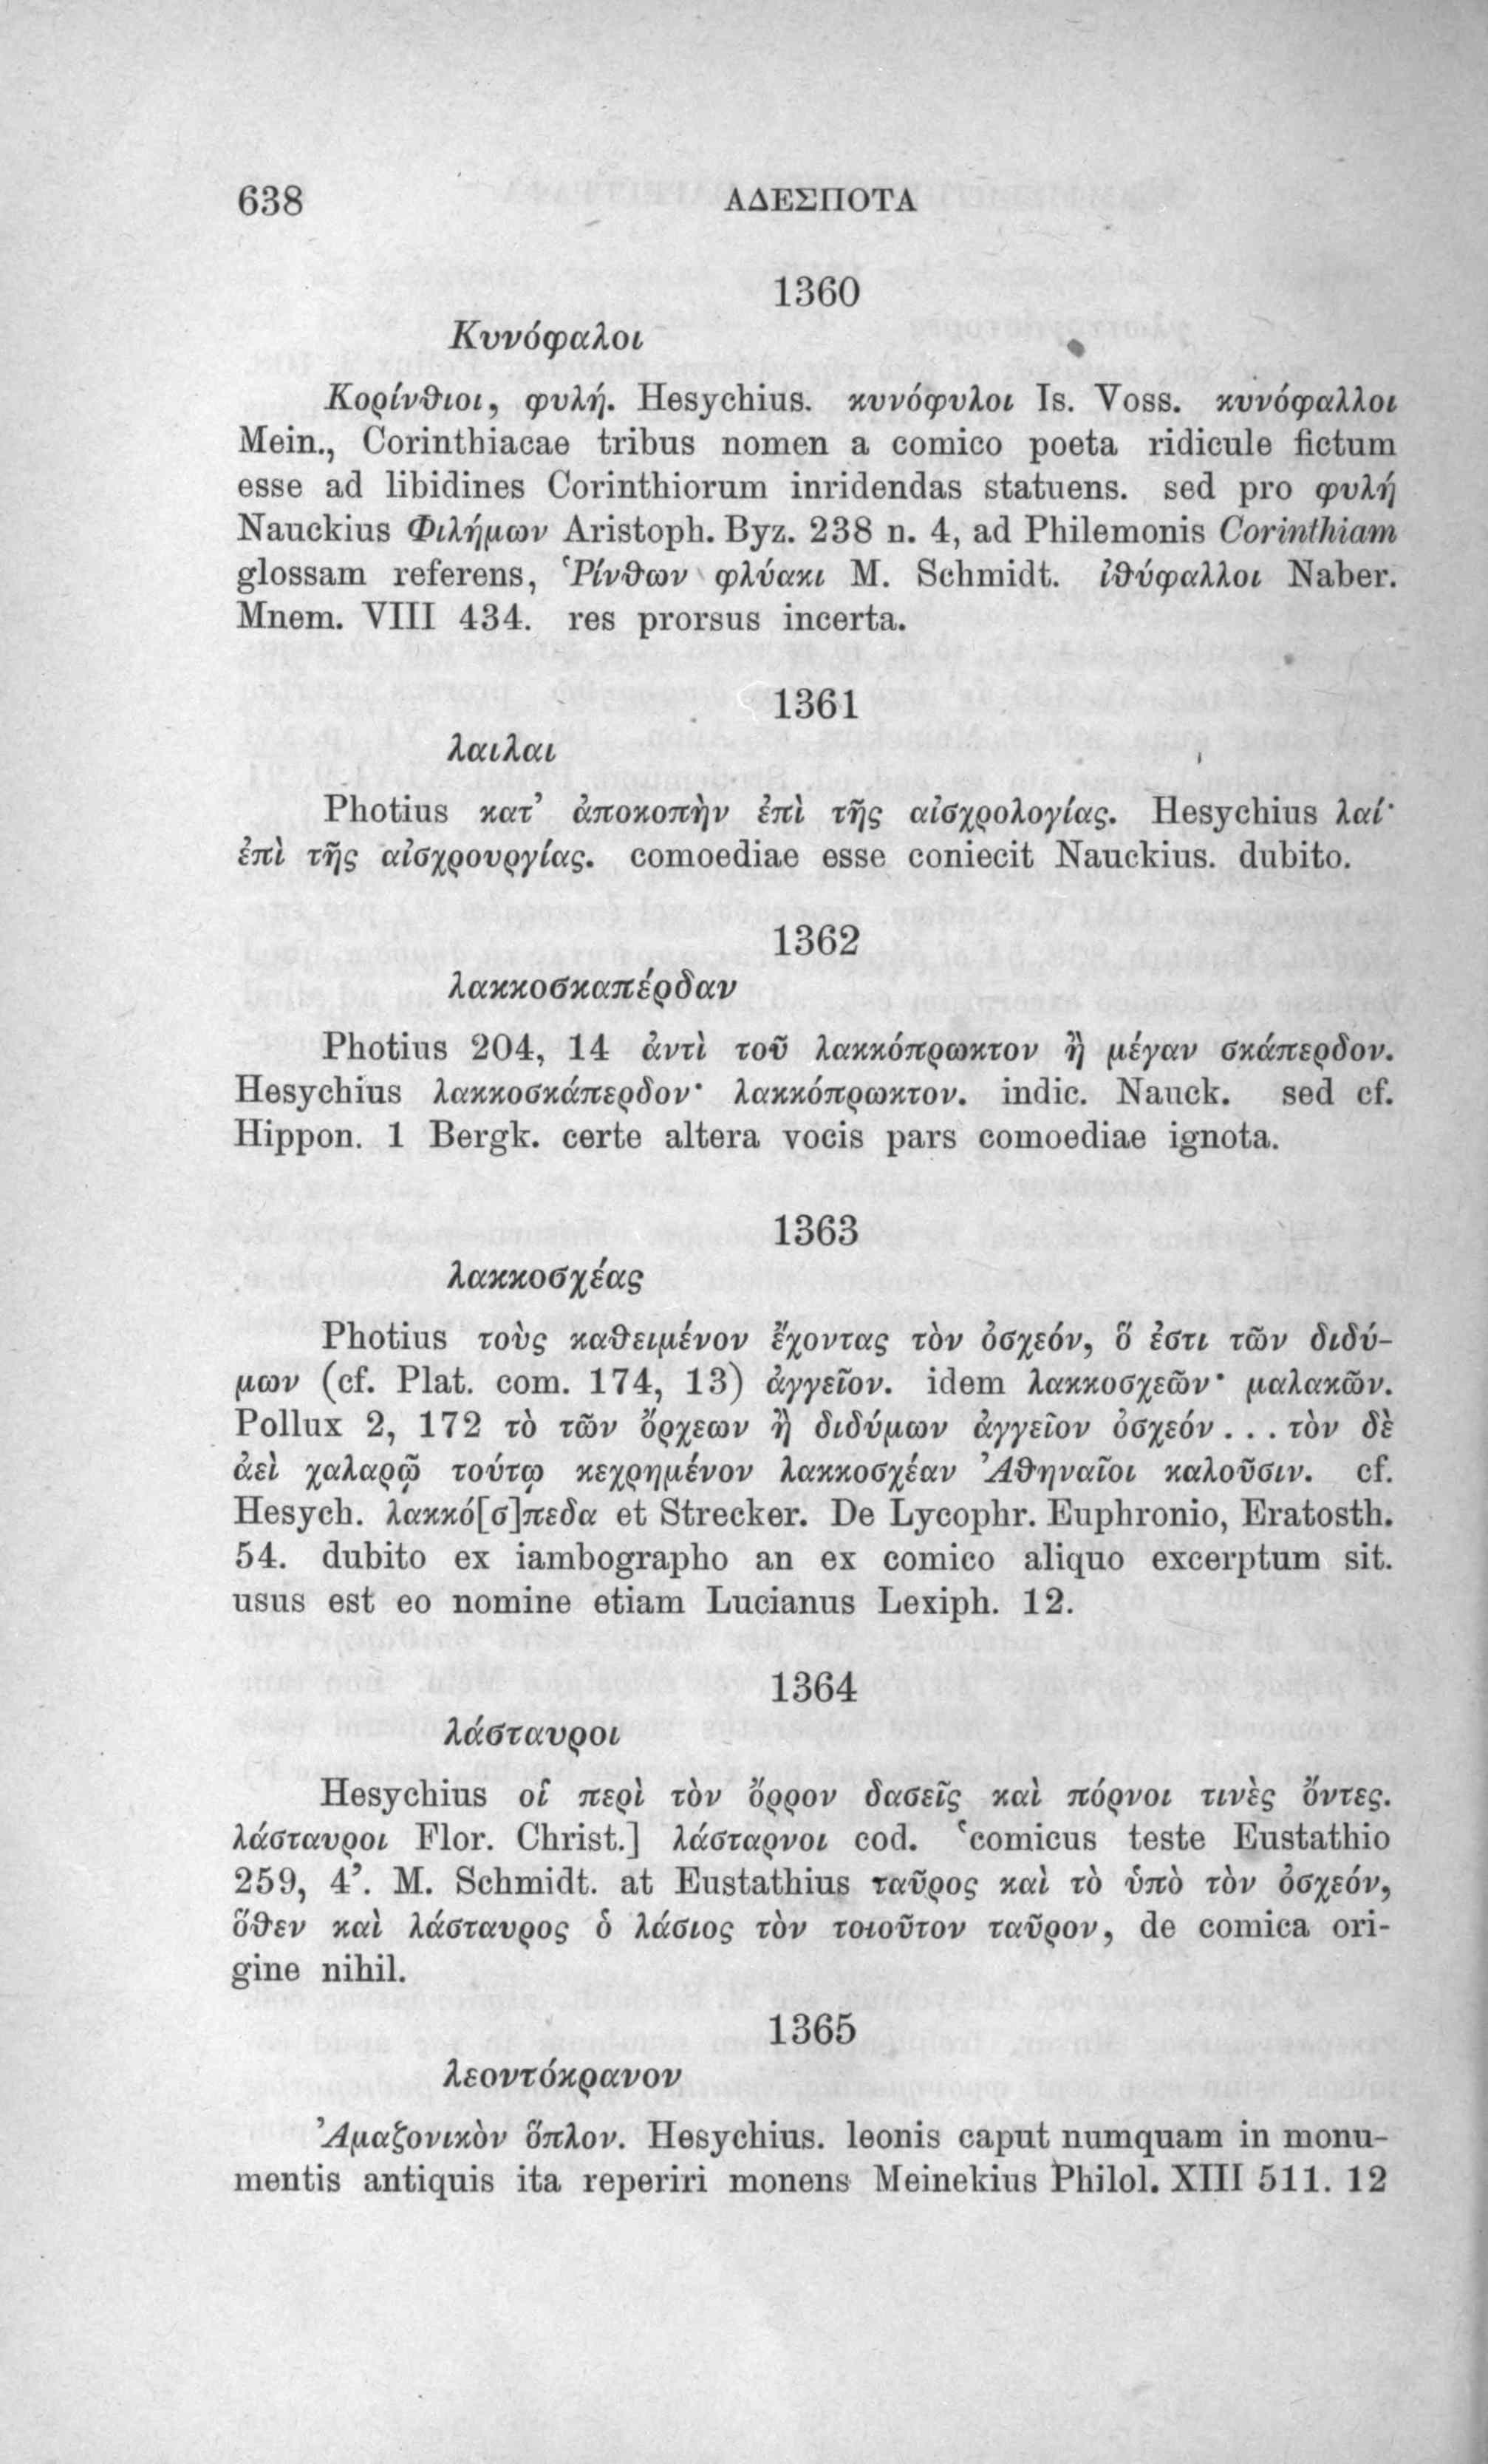 638 ΑΔΕΣΠΟΤΑ
1360
Κυνόφαλοι
Κορίνθιοι, φυλή. Hesychius. κυνόφυλοι Is. Voss. κυνόφαλλοι
Mein., Corinthiacae tribus nomen a comico poeta ridicule fictum
esse ad libidines Corinthiorum inridendas statuens. sed pro φυλή
Nauckius Φιλήμων Aristoph. Byz. 238 n. 4, ad Philemonis Corinthiam
glossam referens, Ῥίνθων φλύακι M. Schmidt. ἰθύφαλλοι Naber.
Mnem. VIII 434. res prorsus incerta.
1361
λαιλαι
Photius κατ’ ἀποκοπὴν ἐπὶ τῆς αἰσχρολογίας. Hesychius λαί·
ἐπὶ τῆς αἰσχρουργίας. comoediae esse coniecit Nauckius. dubito.
1362
λακκοσκαπέρδαν
Photius 204, 14 ἀντὶ τοῦ λακκόπρωκτον ἢ μέγαν σκάπερδον.
Hesychius λακκοσκάπερδον· λακκόπρωκτον. indic. Nauck. sed cf.
Hippon. 1 Bergk. certe altera vocis pars comoediae ignota.
1363
λακκοσχέας
Photius τοὺς καθειμένον ἔχοντας τὸν ὀσχεόν, ὅ ἐστι τῶν διδύ-
μων (cf. Plat. com. 174, 13) ἀγγεῖον. idem λακκοσχεῶν· μαλακῶν.
Pollux 2, 172 τὸ τῶν ὄρχεων ἢ διδύμων ἀγγεῖον ὀσχεόν . . . τὸν δὲ
ἀεὶ χαλαρῷ τούτῳ κεχρημένον λακκοσχέαν Ἀθηναῖοι καλοῦσιν. cf.
Hesych. λακκό[σ]πεδα et Strecker. De Lycophr. Euphronio, Eratosth.
54. dubito ex iambographo an ex comico aliquo excerptum sit.
usus est eo nomine etiam Lucianus Lexiph. 12.
1364
λάσταυροι
Hesychius οἱ περὶ τὸν ὄρρον δασεῖς καὶ πόρνοι τινὲς ὄντες.
λάσταυροι Flor. Christ.] λάσταρνοι cod. ‘comicus teste Eustathio
259, 4’. M. Schmidt. at Eustathius ταῦρος καὶ τὸ ὑπὸ τὸν ὀσχεόν,
ὅθεν καὶ λάσταυρος ὁ λάσιος τὸν τοιοῦτον ταῦρον, de comica ori-
gine nihil.
1365
λεοντόκρανον
Ἀμαζονικὸν ὅπλον. Hesychius. leonis caput numquam in monu-
mentis antiquis ita reperiri monens Meinekius Philol. XIII 511. 12